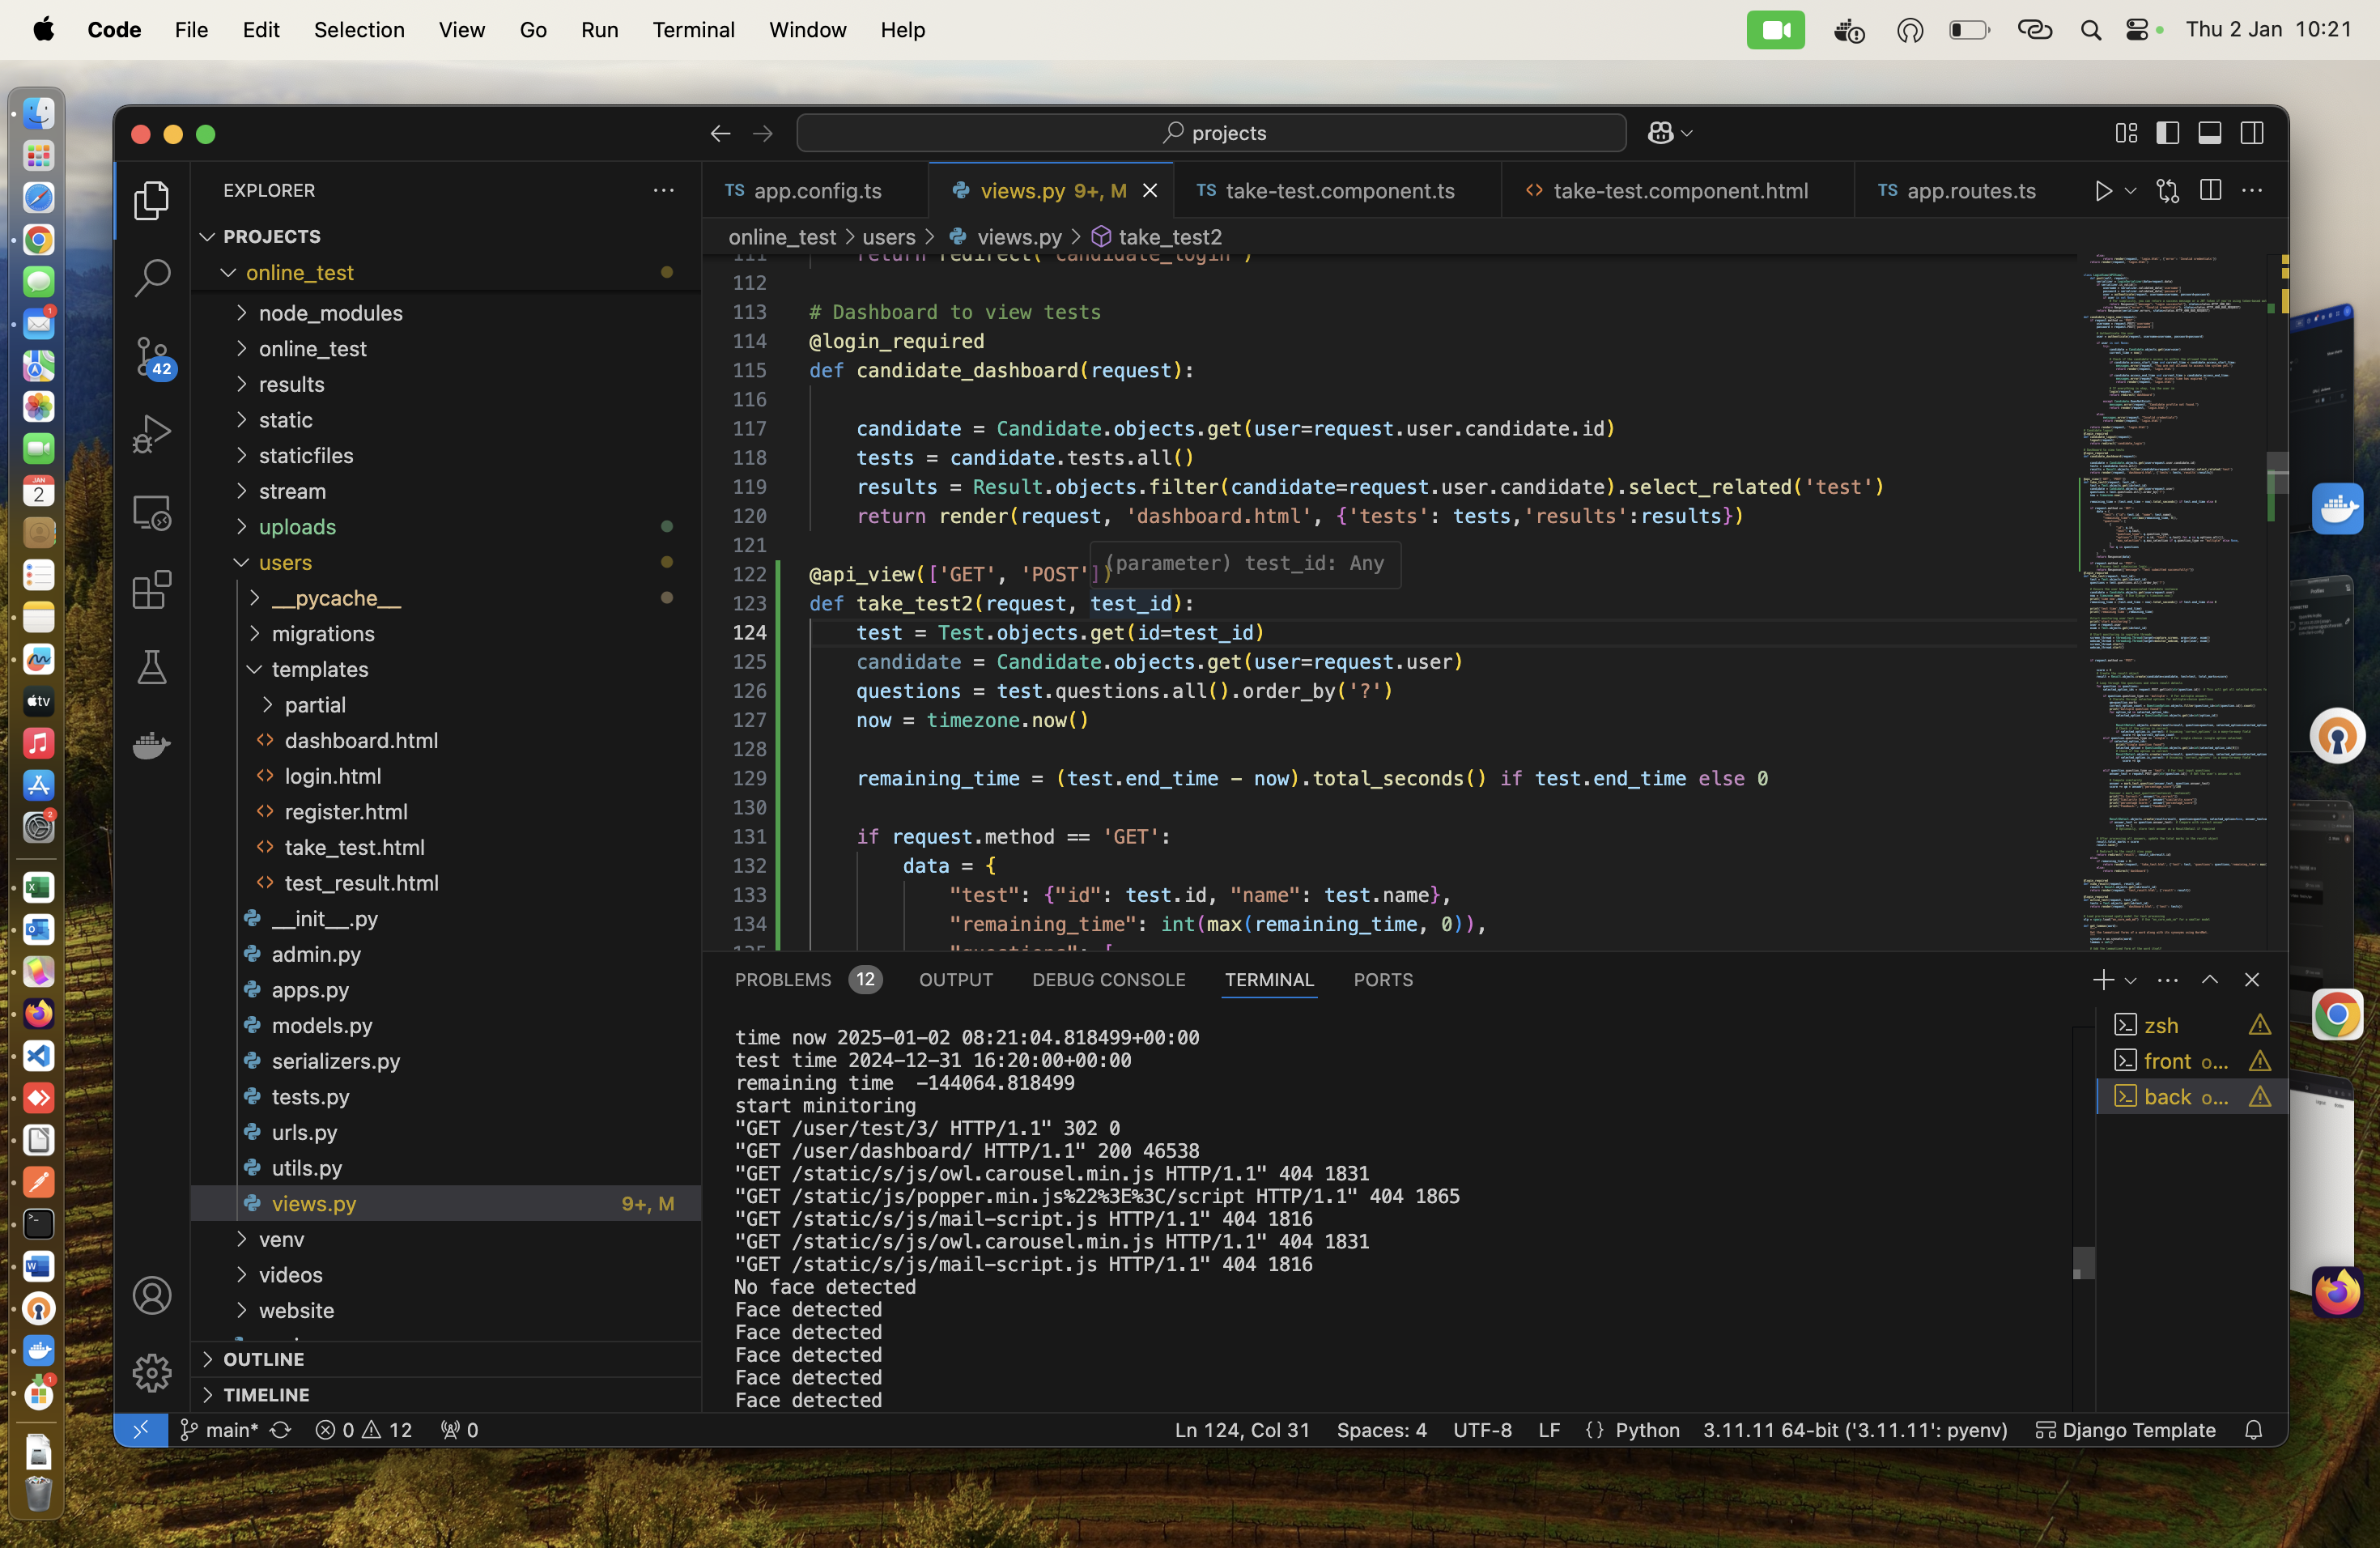 Code File Edit Selection View Go Run Terminal Window Help Thu 2 Jan 10:21
projects
EXPLORER
PROJECTS
online_test
node_modules
online_test
results
static
staticfiles
stream
uploads
users
__pycache__
migrations
templates
partial
dashboard.html
login.html
register.html
take_test.html
test_result.html
__init__.py
admin.py
apps.py
models.py
serializers.py
tests.py
urls.py
utils.py
views.py 9+, M
venv
videos
website
OUTLINE
TIMELINE
42
TS app.config.ts
views.py 9+, M
TS take-test.component.ts
take-test.component.html
TS app.routes.ts
online_test > users > views.py > take_test2
111 return redirect('candidate_login')
112
113 # Dashboard to view tests
114 @login_required
115 def candidate_dashboard(request):
116
117 candidate = Candidate.objects.get(user=request.user.candidate.id)
118 tests = candidate.tests.all()
119 results = Result.objects.filter(candidate=request.user.candidate).select_related('test')
120 return render(request, 'dashboard.html', {'tests': tests,'results':results})
121
(parameter) test_id: Any
122 @api_view(['GET', 'POST'])
123 def take_test2(request, test_id):
124 test = Test.objects.get(id=test_id)
125 candidate = Candidate.objects.get(user=request.user)
126 questions = test.questions.all().order_by('?')
127 now = timezone.now()
128
129 remaining_time = (test.end_time - now).total_seconds() if test.end_time else 0
130
131 if request.method == 'GET':
132 data = {
133 "test": {"id": test.id, "name": test.name},
134 "remaining_time": int(max(remaining_time, 0)),
135 "questions": [
PROBLEMS 12 OUTPUT DEBUG CONSOLE TERMINAL PORTS
time now 2025-01-02 08:21:04.818499+00:00
test time 2024-12-31 16:20:00+00:00
remaining time  -144064.818499
start minitoring
"GET /user/test/3/ HTTP/1.1" 302 0
"GET /user/dashboard/ HTTP/1.1" 200 46538
"GET /static/s/js/owl.carousel.min.js HTTP/1.1" 404 1831
"GET /static/js/popper.min.js%22%3E%3C/script HTTP/1.1" 404 1865
"GET /static/s/js/mail-script.js HTTP/1.1" 404 1816
"GET /static/s/js/owl.carousel.min.js HTTP/1.1" 404 1831
"GET /static/s/js/mail-script.js HTTP/1.1" 404 1816
No face detected
Face detected
Face detected
Face detected
Face detected
Face detected
zsh
front o...
back o...
main* 0 12 0 Ln 124, Col 31 Spaces: 4 UTF-8 LF {} Python 3.11.11 64-bit ('3.11.11': pyenv) Django Template
1
JAN
2
tv
2
1